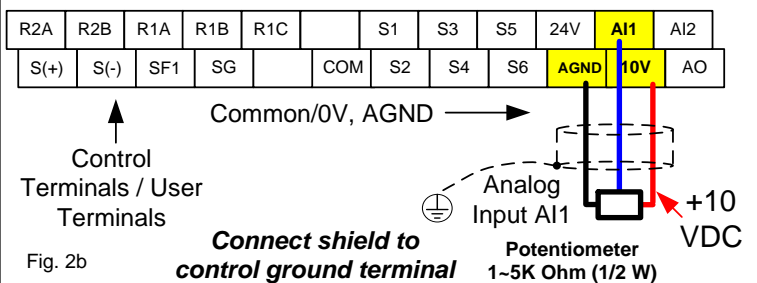 R2A R2B R1A R1B R1C S1 S3 S5 24V AI1 AI2
S(+) S(-) SF1 SG COM S2 S4 S6 AGND 10V AO
Common/0V, AGND
Control
Terminals / User
Terminals
Analog
Input AI1
+10
VDC
Fig. 2b
Connect shield to
control ground terminal
Potentiometer
1~5K Ohm (1/2 W)